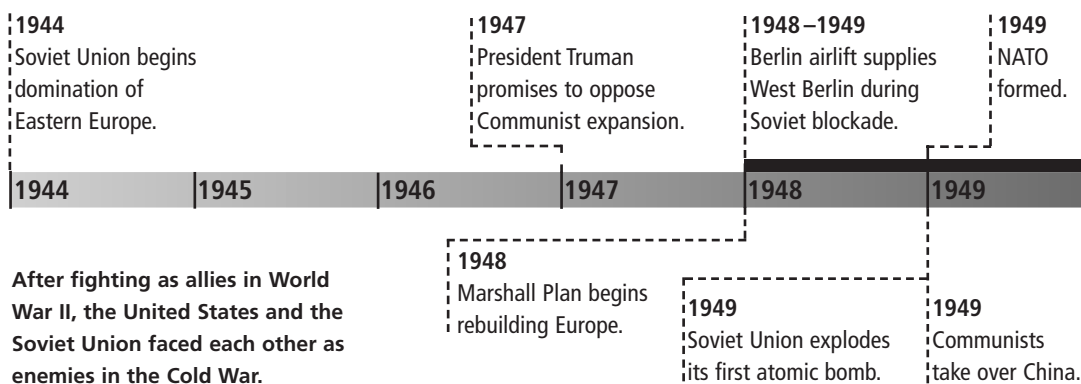 1944
Soviet Union begins
domination of
Eastern Europe.
1947
President Truman
promises to oppose
Communist expansion.
1948–1949
Berlin airlift supplies
West Berlin during
Soviet blockade.
1949
NATO
formed.
1944
1945
1946
1947
1948
1949
After fighting as allies in World
War II, the United States and the
Soviet Union faced each other as
enemies in the Cold War.
1948
Marshall Plan begins
rebuilding Europe.
1949
Soviet Union explodes
its first atomic bomb.
1949
Communists
take over China.